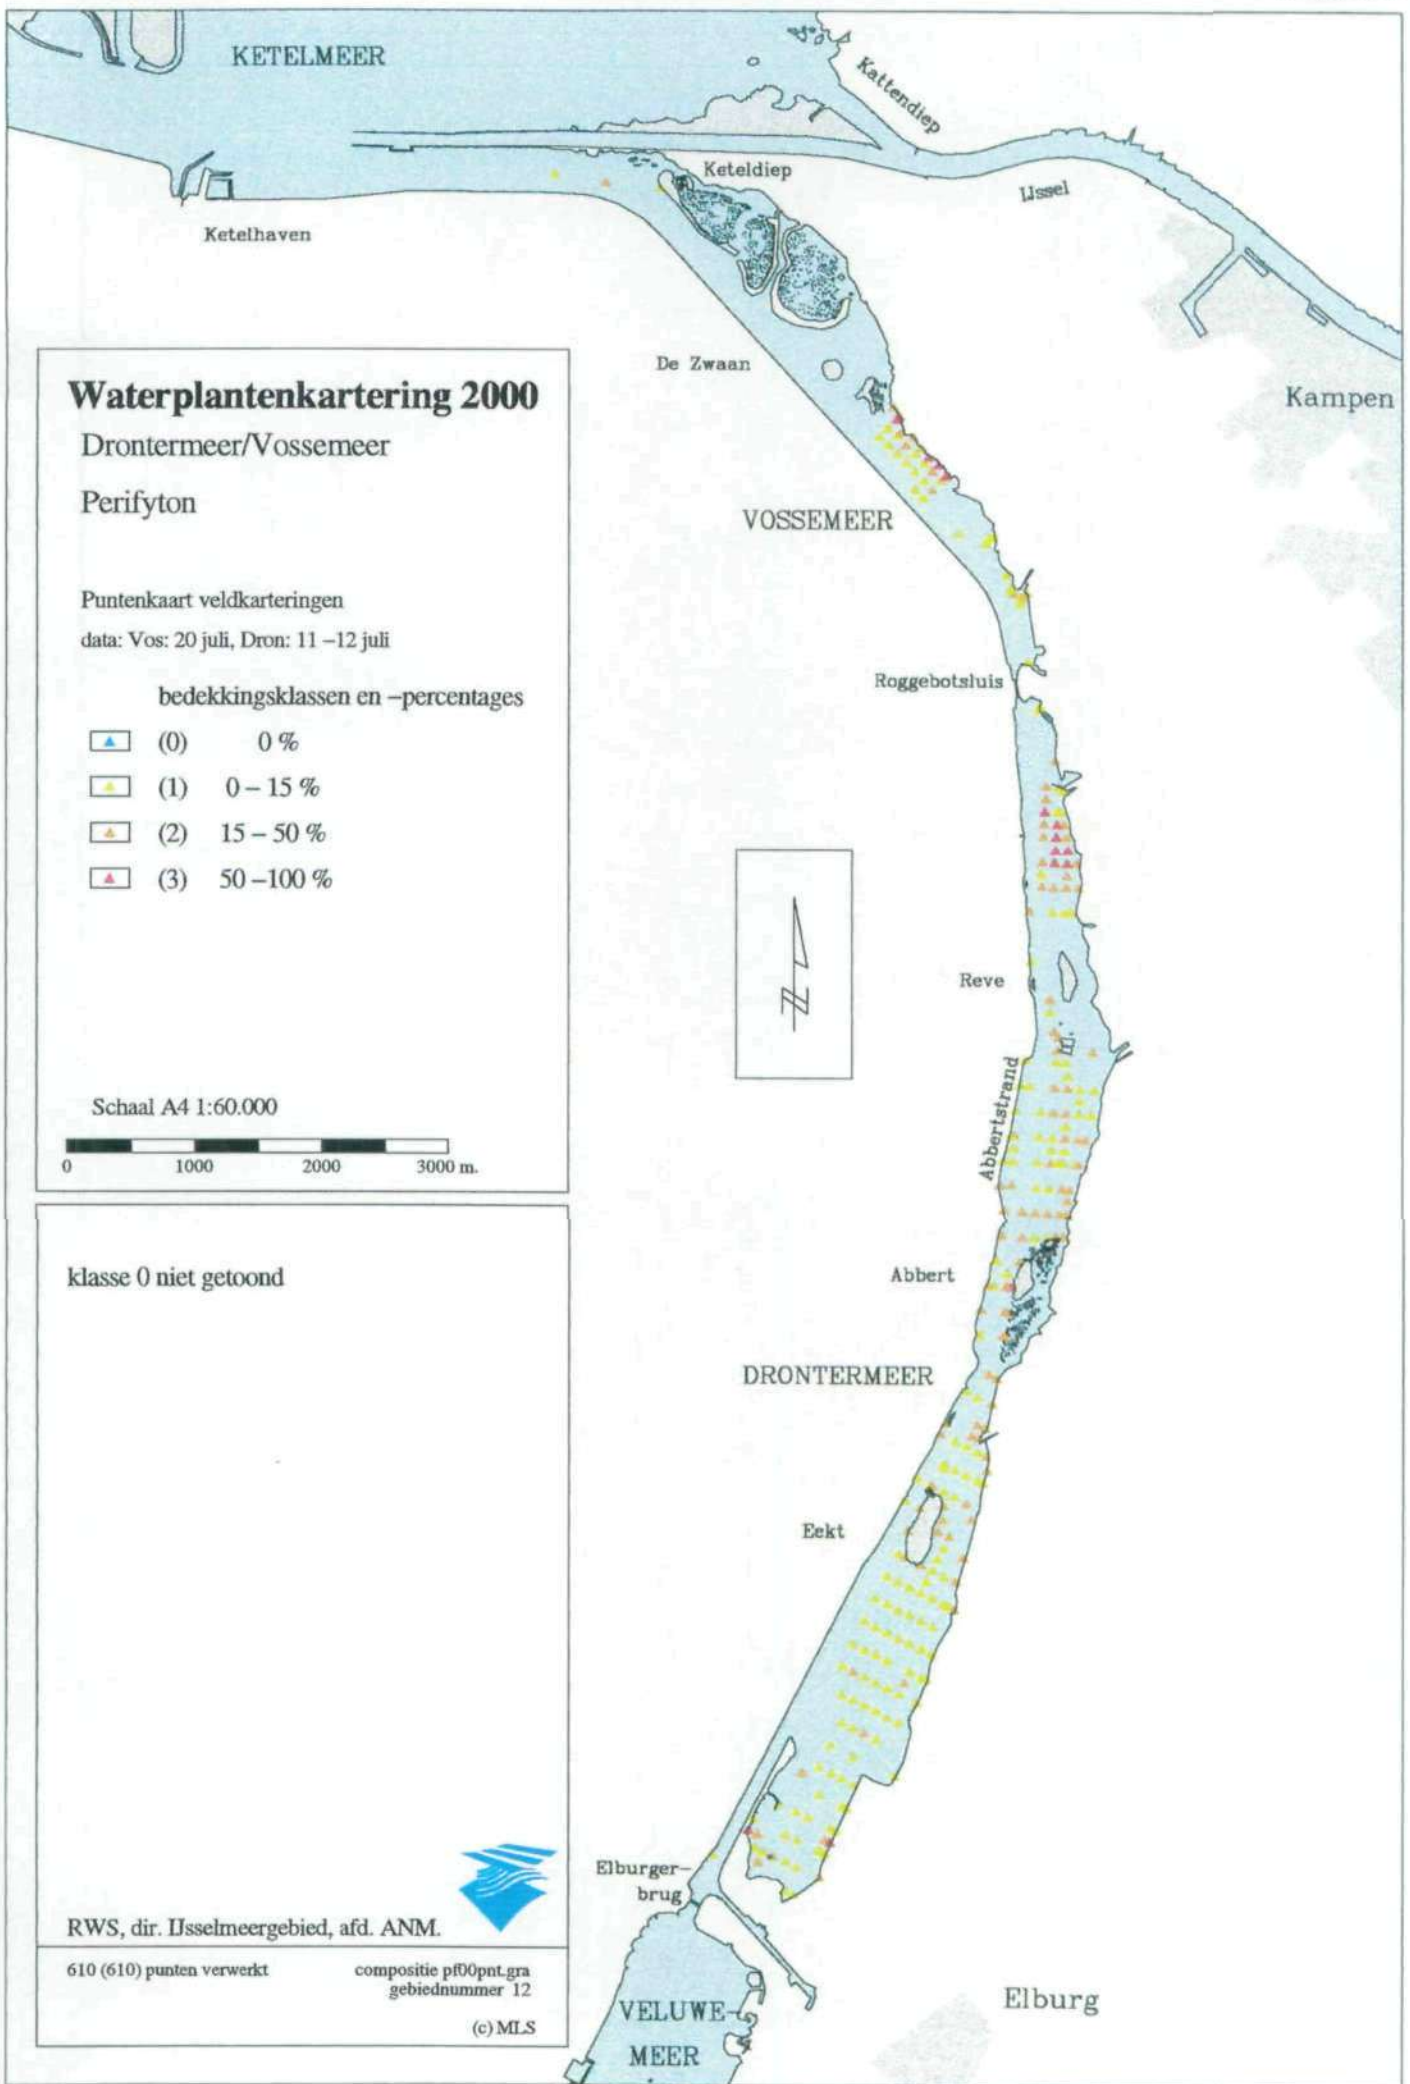 KETELMEER
Kattendiep
Keteldiep
IJssel
Ketelhaven
De Zwaan
Kampen
Waterplantenkartering 2000
Drontermeer/Vossemeer
Perifyton
VOSSEMEER
Puntenkaart veldkarteringen
data: Vos: 20 juli, Dron: 11 –12 juli
Roggebotsluis
bedekkingsklassen en –percentages
(0) 0 %
(1) 0 – 15 %
(2) 15 – 50 %
(3) 50 –100 %
Reve
Abbertstrand
Schaal A4 1:60.000
0 1000 2000 3000 m.
klasse 0 niet getoond
Abbert
DRONTERMEER
Eekt
Elburger-
brug
RWS, dir. IJsselmeergebied, afd. ANM.
610 (610) punten verwerkt
compositie pf00pnt.gra
gebiednummer 12
(c) MLS
VELUWE-
MEER
Elburg